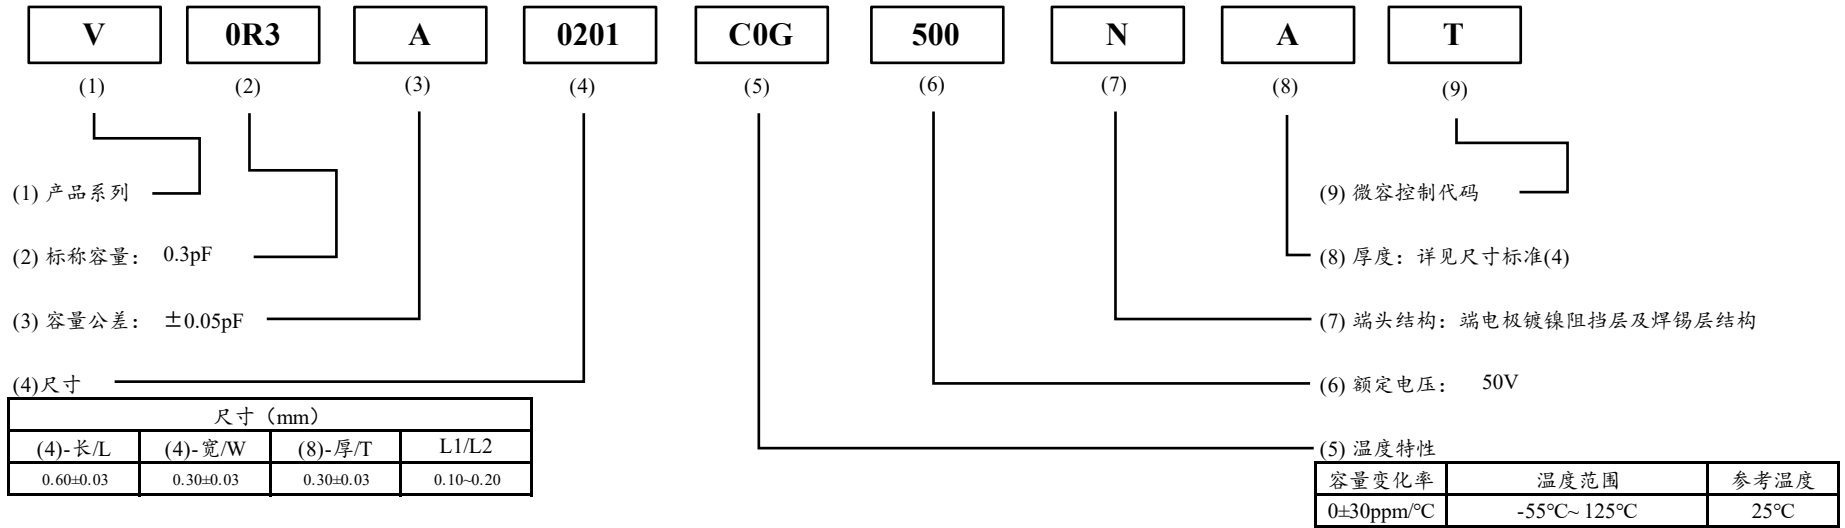 V 0R3 A 0201 C0G 500 N A T
(1) (2) (3) (4) (5) (6) (7) (8) (9)
(1) 产品系列
(9) 微容控制代码
(2) 标称容量： 0.3pF
(8) 厚度：详见尺寸标准(4)
(3) 容量公差： ±0.05pF
(7) 端头结构：端电极镀镍阻挡层及焊锡层结构
(4)尺寸
(6) 额定电压： 50V
尺寸（mm）
(4)-长/L (4)-宽/W (8)-厚/T L1/L2
0.60±0.03 0.30±0.03 0.30±0.03 0.10~0.20
(5) 温度特性
容量变化率 温度范围 参考温度
0±30ppm/℃ -55℃~ 125℃ 25℃